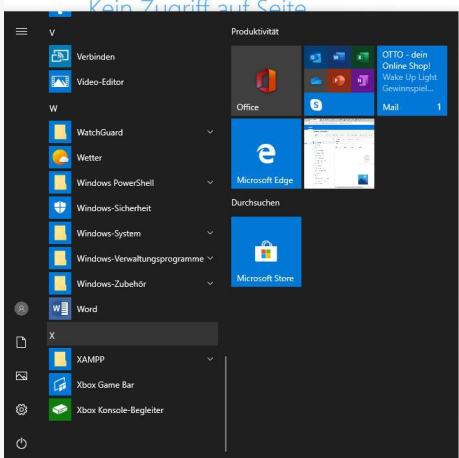 Kein Zugriff auf Seite
V
Verbinden
Video-Editor
W
WatchGuard
Wetter
Windows PowerShell
Windows-Sicherheit
Windows-System
Windows-Verwaltungsprogramme
Windows-Zubehör
Word
X
XAMPP
Xbox Game Bar
Xbox Konsole-Begleiter
Produktivität
Office
OTTO - dein
Online Shop!
Wake Up Light
Gewinnspiel...
Mail 1
Microsoft Edge
Durchsuchen
Microsoft Store